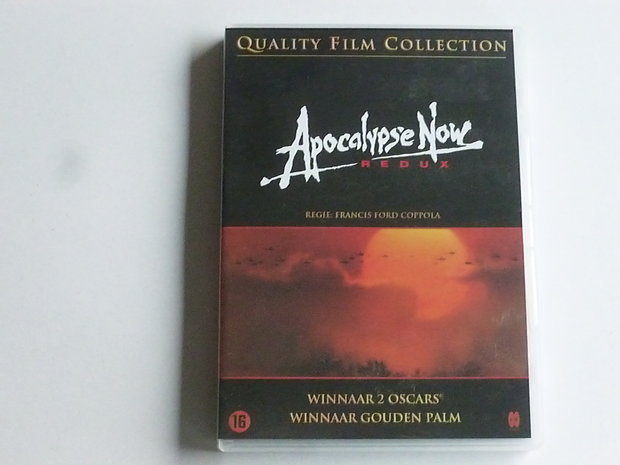 QUALITY FILM COLLECTION
Apocalypse Now
REDUX
REGIE: FRANCIS FORD COPPOLA
WINNAAR 2 OSCARS®
WINNAAR GOUDEN PALM
16